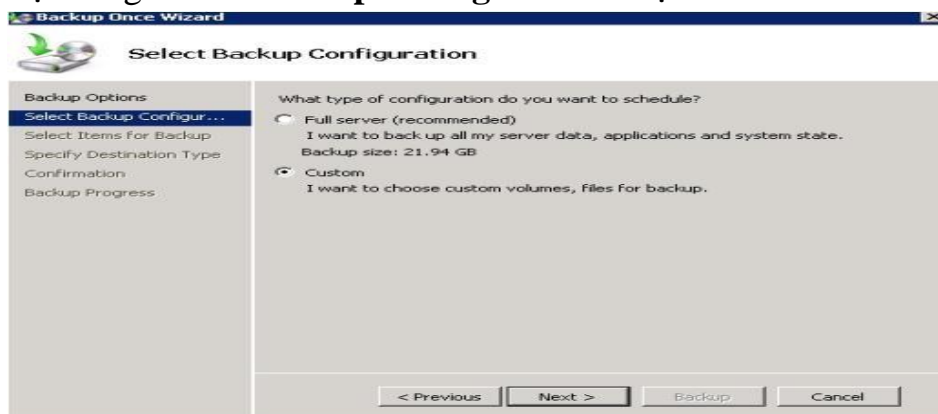 Backup Once Wizard
Select Backup Configuration
Backup Options
Select Backup Configur...
Select Items for Backup
Specify Destination Type
Confirmation
Backup Progress
What type of configuration do you want to schedule?
Full server (recommended)
I want to back up all my server data, applications and system state.
Backup size: 21.94 GB
Custom
I want to choose custom volumes, files for backup.
< Previous
Next >
Backup
Cancel